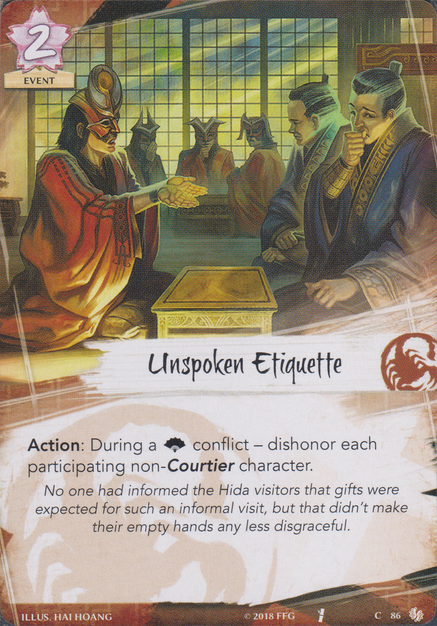 2
EVENT
Unspoken Etiquette
Action: During a conflict – dishonor each
participating non-Courtier character.
No one had informed the Hida visitors that gifts were
expected for such an informal visit, but that didn't make
their empty hands any less disgraceful.
ILLUS. HAI HOANG © 2018 FFG C 86